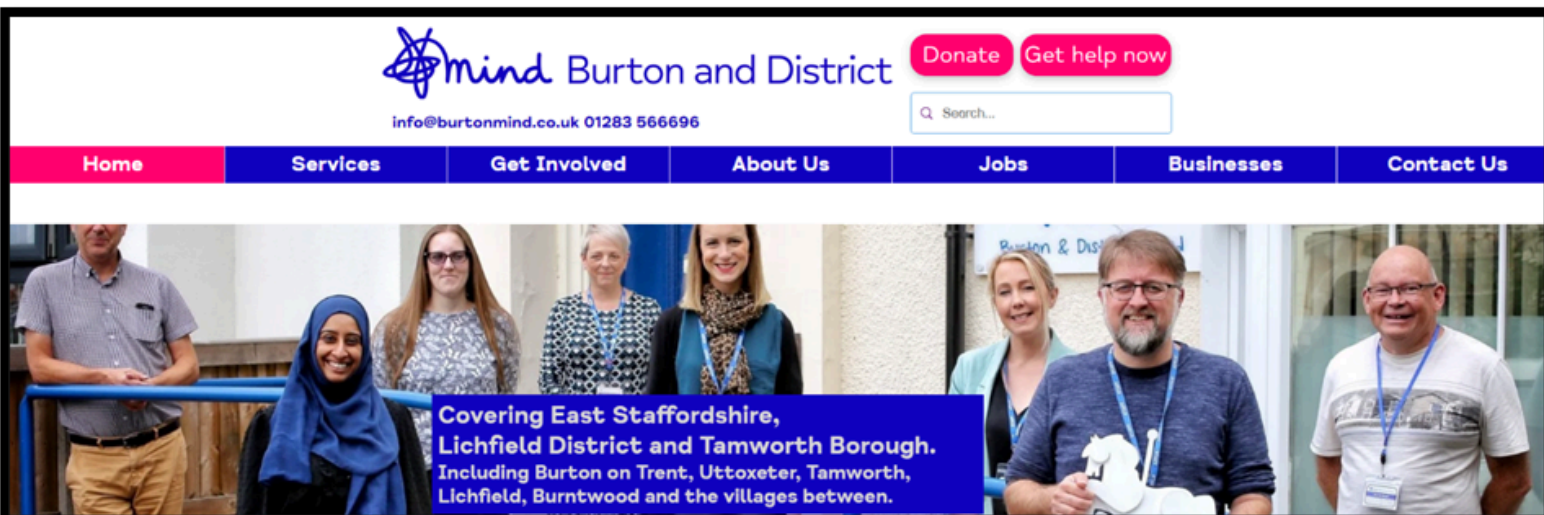 mind Burton and District
Donate
Get help now
info@burtonmind.co.uk 01283 566696
Search...
Home
Services
Get Involved
About Us
Jobs
Businesses
Contact Us
Burton & Dis
Covering East Staffordshire,
Lichfield District and Tamworth Borough.
Including Burton on Trent, Uttoxeter, Tamworth,
Lichfield, Burntwood and the villages between.